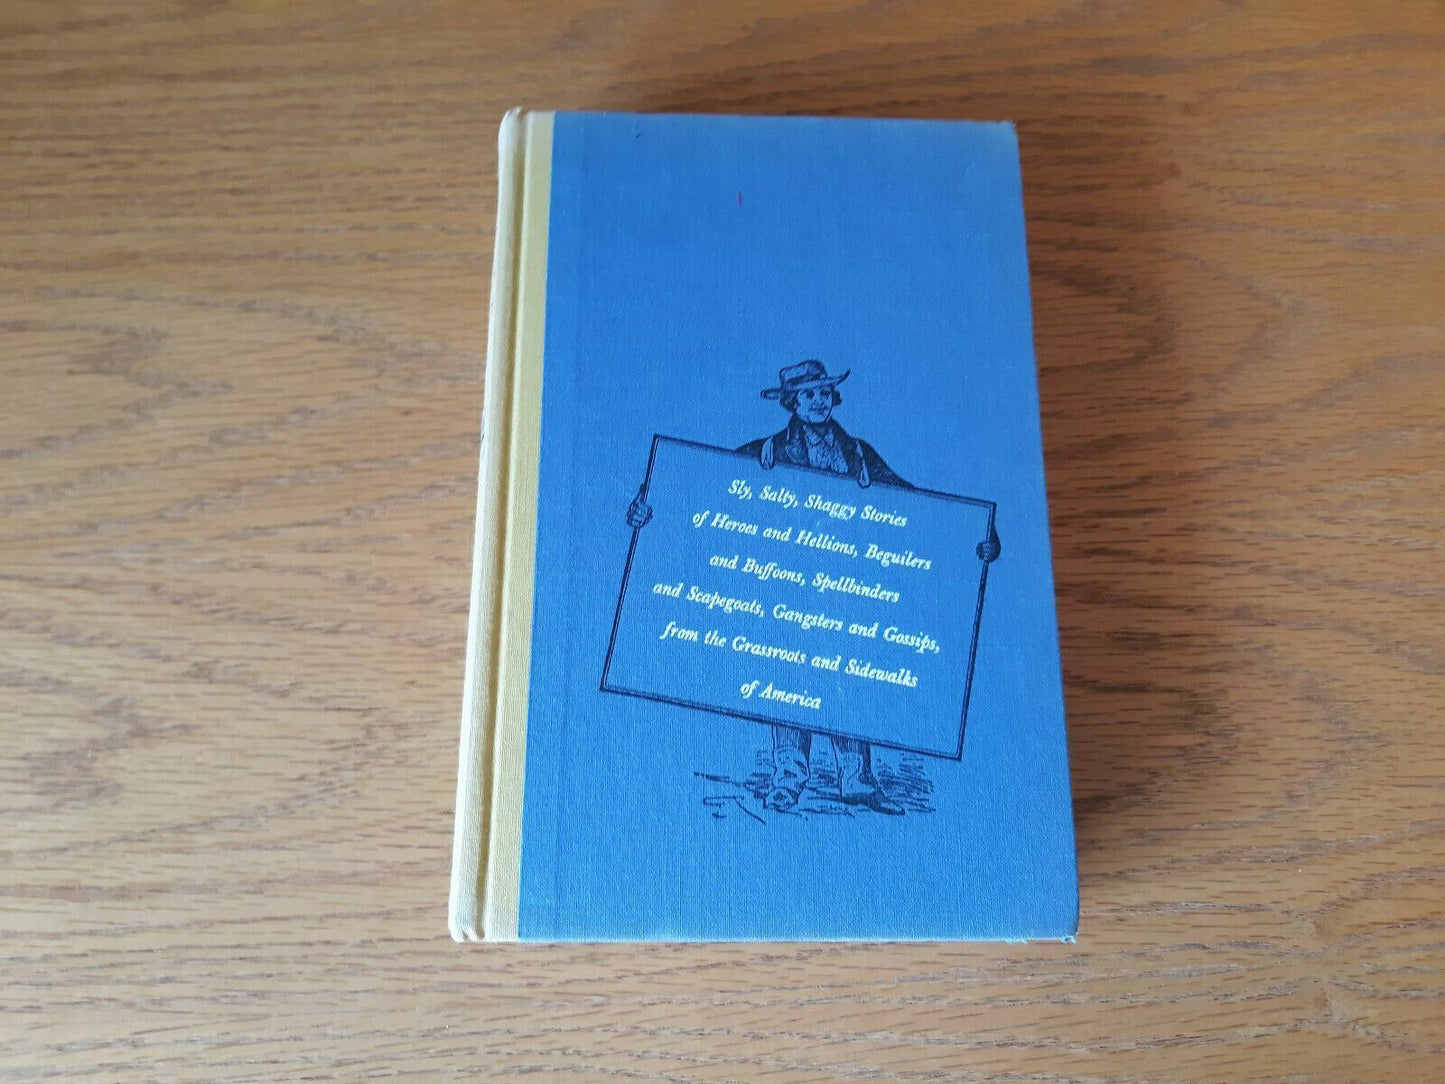 Sly, Salty, Shaggy Stories
of Heroes and Hellions, Beguilers
and Buffoons, Spellbinders
and Scapegoats, Gangsters and Gossips,
from the Grassroots and Sidewalks
of America